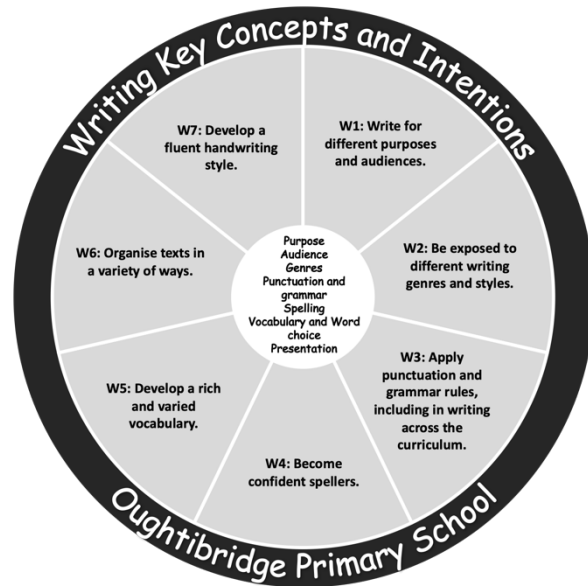 Writing Key Concepts and Intentions
W1: Write for
different purposes
and audiences.
W2: Be exposed to
different writing
genres and styles.
W3: Apply
punctuation and
grammar rules,
including in writing
across the
curriculum.
W4: Become
confident spellers.
W5: Develop a rich
and varied
vocabulary.
W6: Organise texts in
a variety of ways.
W7: Develop a
fluent handwriting
style.
Purpose
Audience
Genres
Punctuation and
grammar
Spelling
Vocabulary and Word
choice
Presentation
Oughtibridge Primary School